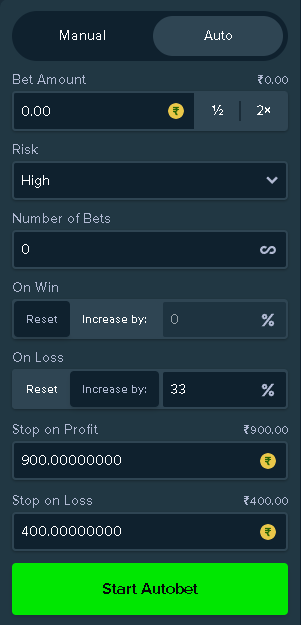 Manual Auto
Bet Amount ₹0.00
0.00 ₹ ½ 2×
Risk
High
Number of Bets
0 ∞
On Win
Reset Increase by: 0 %
On Loss
Reset Increase by: 33 %
Stop on Profit ₹900.00
900.00000000 ₹
Stop on Loss ₹400.00
400.00000000 ₹
Start Autobet